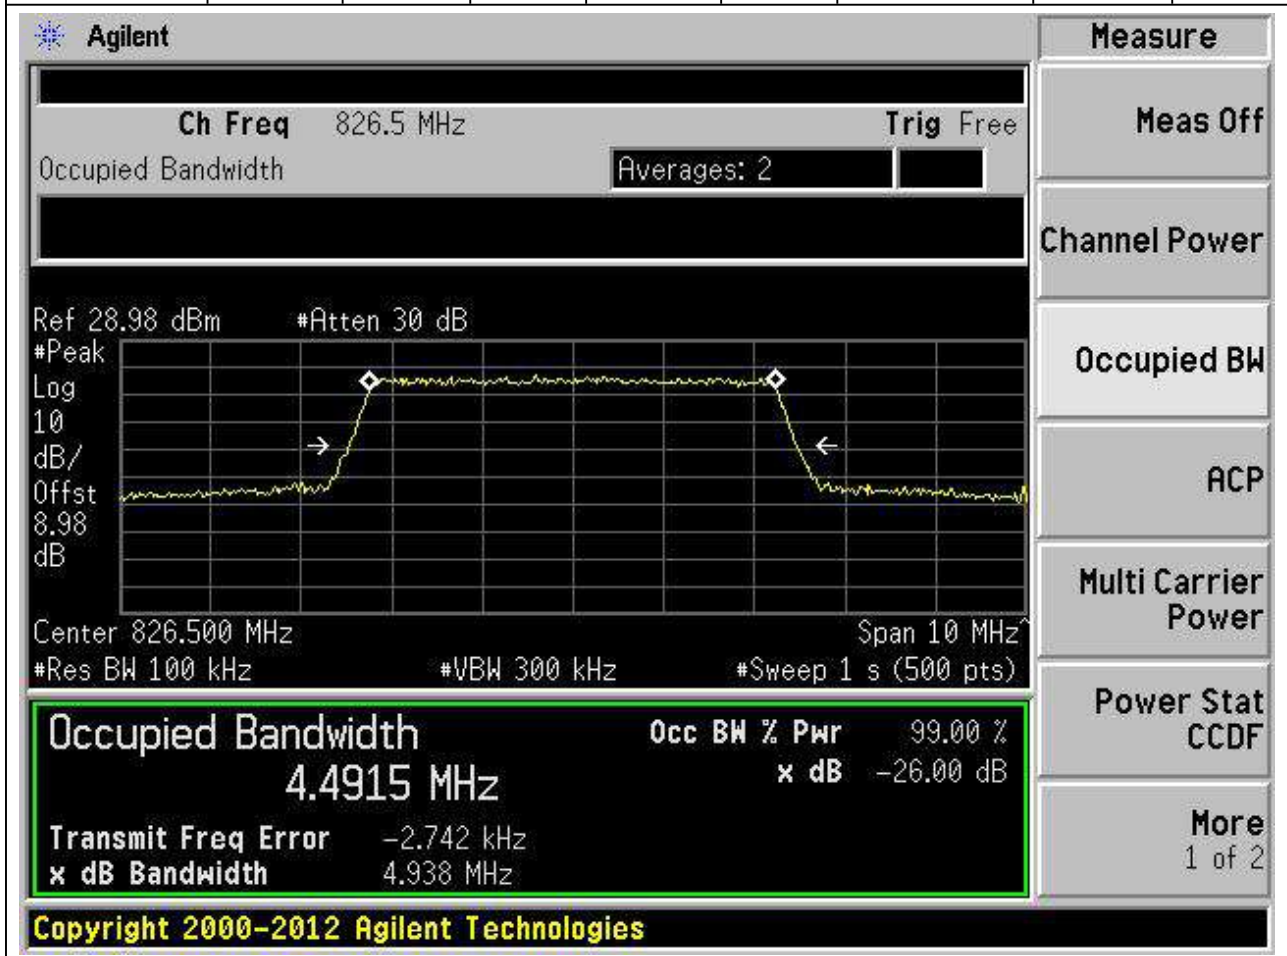 Agilent
Measure
Ch Freq 826.5 MHz Trig Free
Occupied Bandwidth Averages: 2
Meas Off
Channel Power
Occupied BW
ACP
Multi Carrier
Power
Power Stat
CCDF
More
1 of 2
Ref 28.98 dBm #Atten 30 dB
#Peak
Log
10
dB/
Offst
8.98
dB
Center 826.500 MHz Span 10 MHz^
#Res BW 100 kHz #VBW 300 kHz #Sweep 1 s (500 pts)
Occupied Bandwidth Occ BW % Pwr 99.00 %
4.4915 MHz x dB -26.00 dB
Transmit Freq Error -2.742 kHz
x dB Bandwidth 4.938 MHz
Copyright 2000-2012 Agilent Technologies